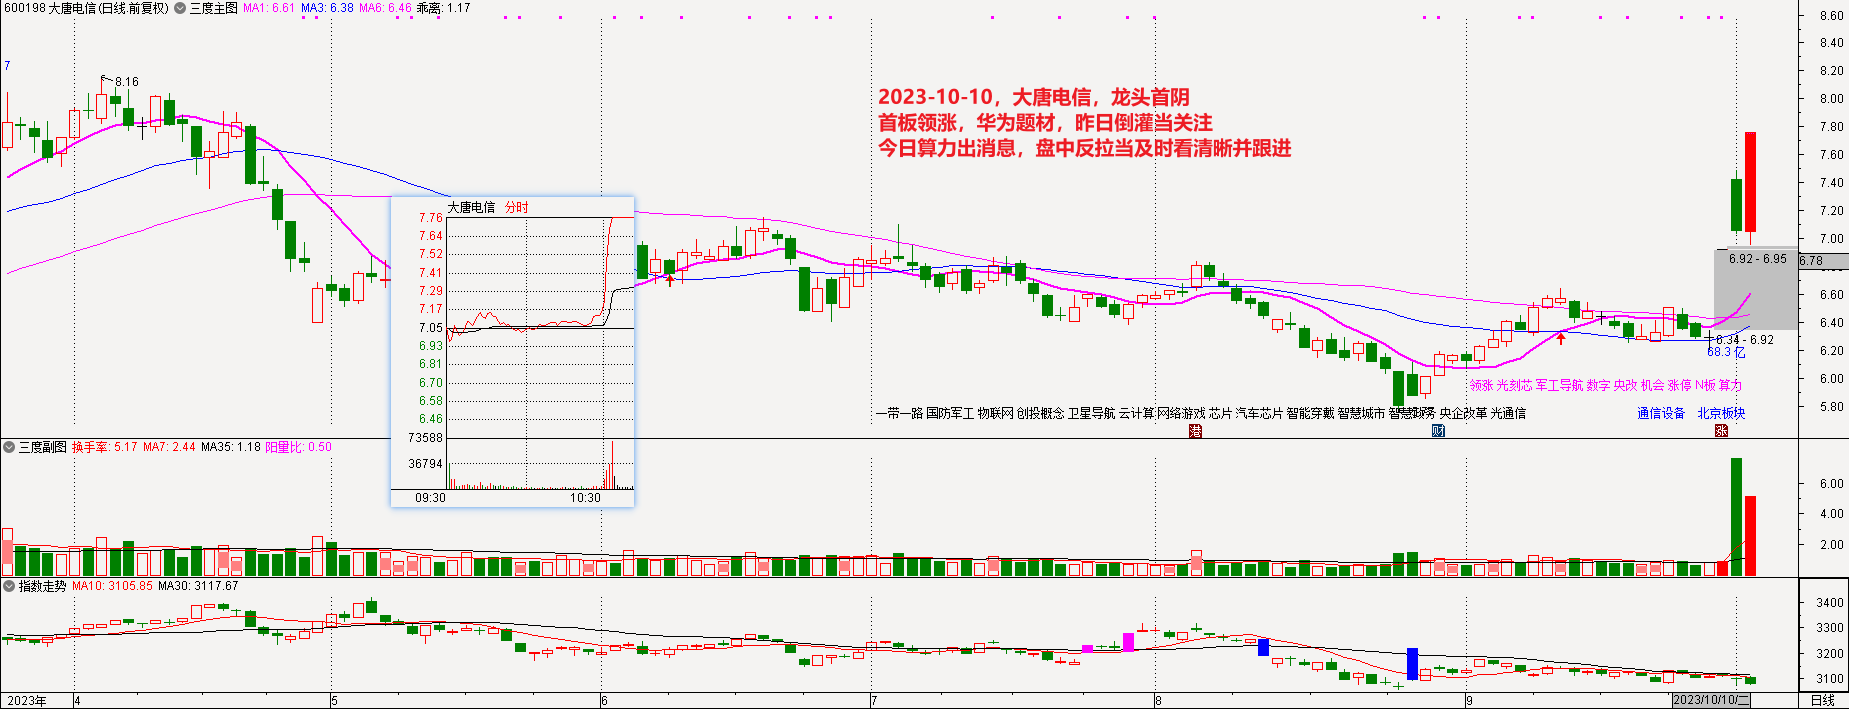 600198 大唐电信(日线.前复权) 三度主图 MA1: 6.61 MA3: 6.38 MA6: 6.46 乖离: 1.17
7
8.16
2023-10-10，大唐电信，龙头首阴
首板领涨，华为题材，昨日倒灌当关注
今日算力出消息，盘中反拉当及时看清晰并跟进
8.60
8.40
8.20
8.00
7.80
7.60
7.40
7.20
7.00
6.78
6.60
6.40
6.20
6.00
5.80
大唐电信 分时
7.76
7.64
7.52
7.41
7.29
7.17
7.05
6.93
6.81
6.70
6.58
6.46
73588
36794
09:30 10:30
6.92 - 6.95
6.34 - 6.92
68.3 亿
领涨 光刻芯 军工导航 数字 央改 机会 涨停 N板 算力
一带一路 国防军工 物联网 创投概念 卫星导航 云计算 网络游戏 芯片 汽车芯片 智能穿戴 智慧城市 智慧政务 央企改革 光通信
通信设备 北京板块
港 财 涨
三度副图 换手率: 5.17 MA7: 2.44 MA35: 1.18 阳量比: 0.50
6.00
4.00
2.00
指数走势 MA10: 3105.85 MA30: 3117.67
3400
3300
3200
3100
2023年 4 5 6 7 8 9 2023/10/10/二 日线